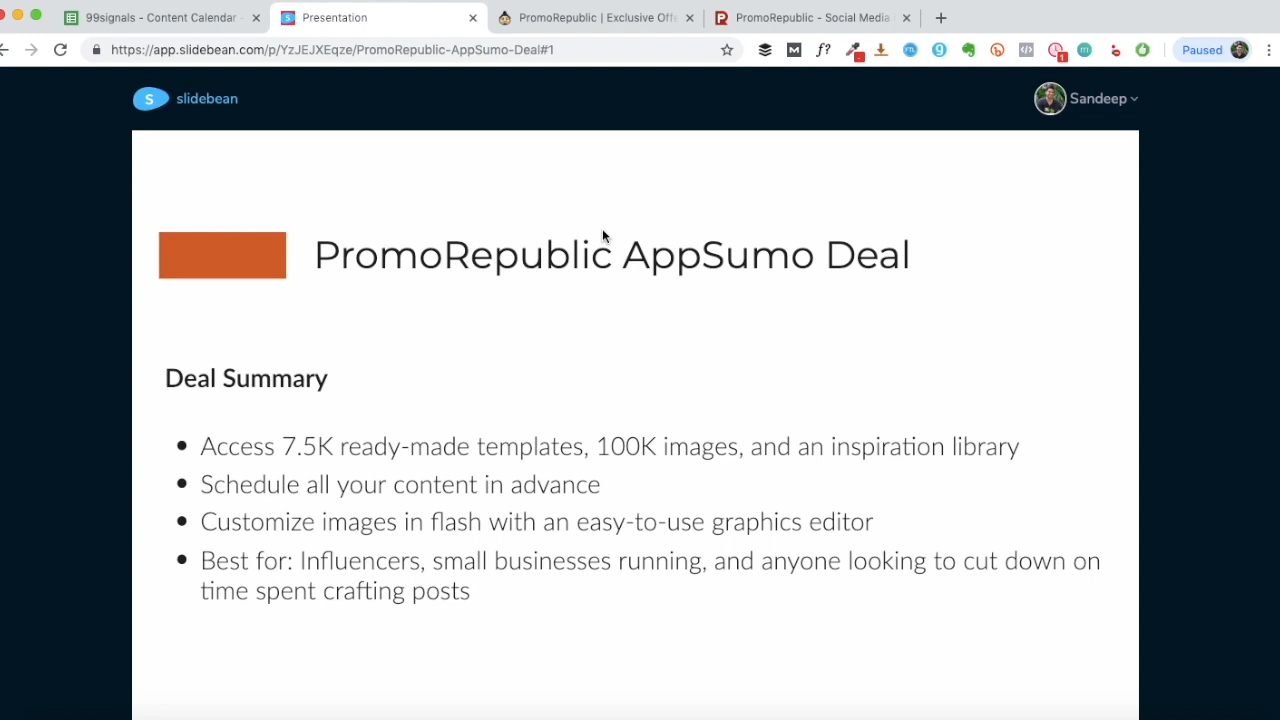 99signals - Content Calendar
Presentation
PromoRepublic | Exclusive Off
PromoRepublic - Social Media
https://app.slidebean.com/p/YzJEJXEqze/PromoRepublic-AppSumo-Deal#1
Paused
slidebean
Sandeep
PromoRepublic AppSumo Deal
Deal Summary
Access 7.5K ready-made templates, 100K images, and an inspiration library
Schedule all your content in advance
Customize images in flash with an easy-to-use graphics editor
Best for: Influencers, small businesses running, and anyone looking to cut down on
time spent crafting posts